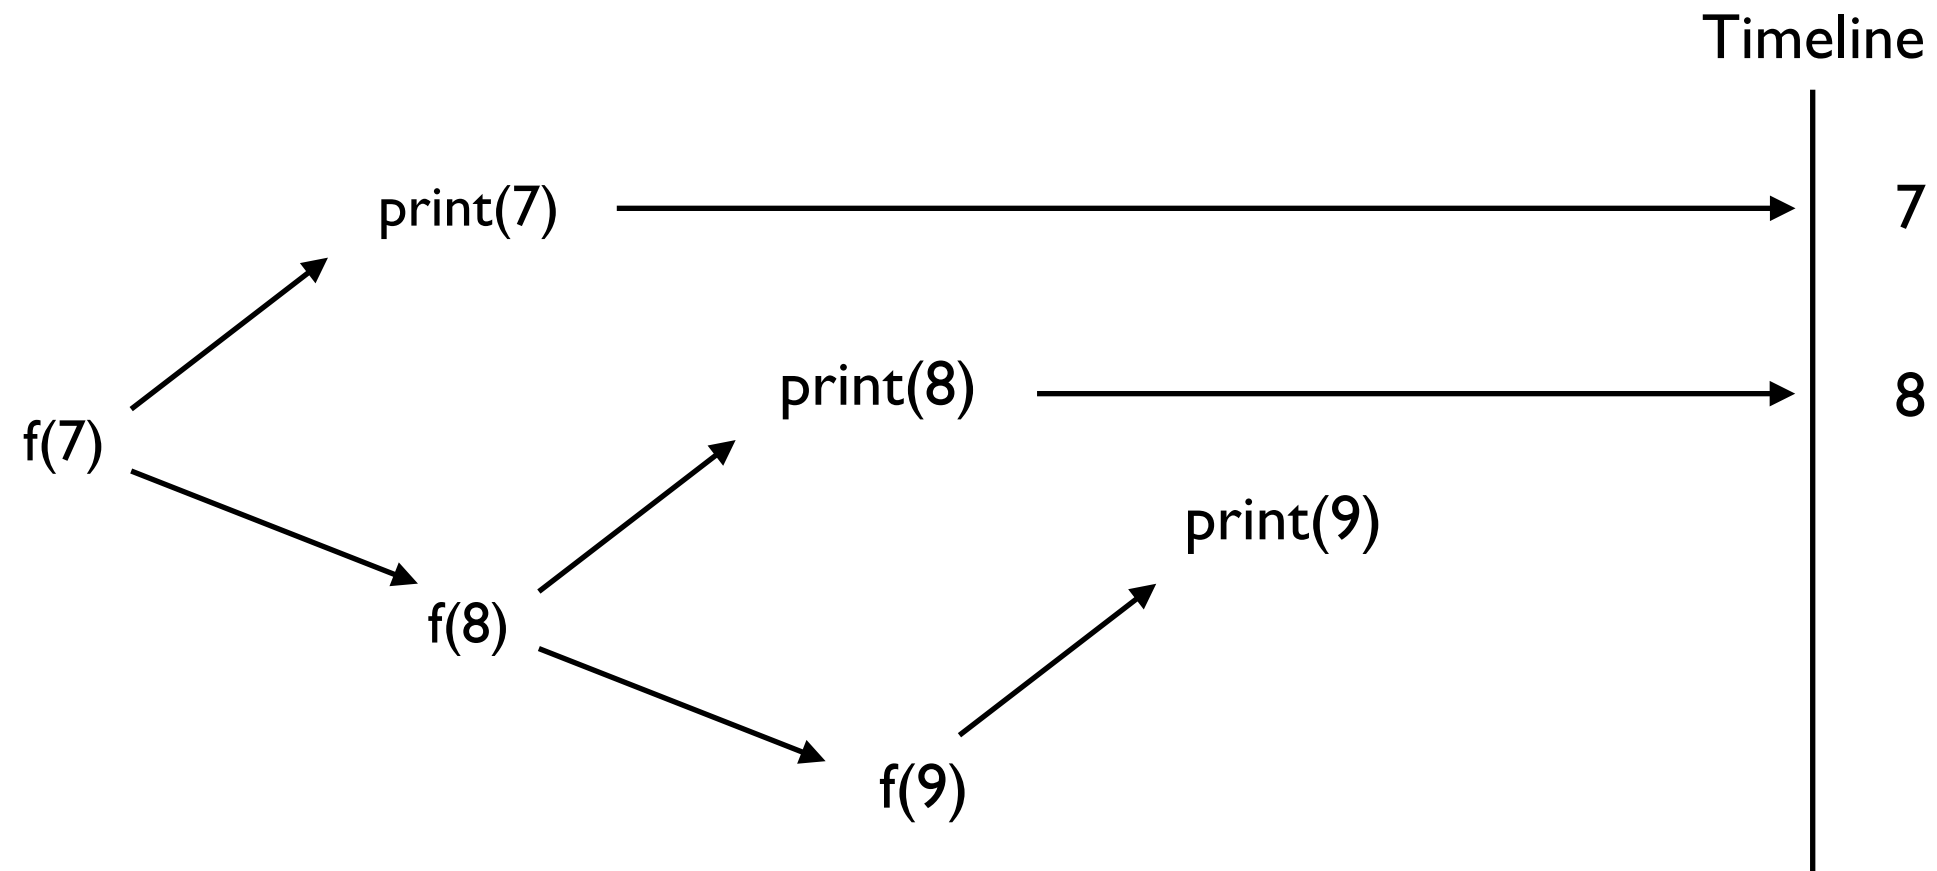 Timeline
print(7)
7
print(8)
8
f(7)
print(9)
f(8)
f(9)